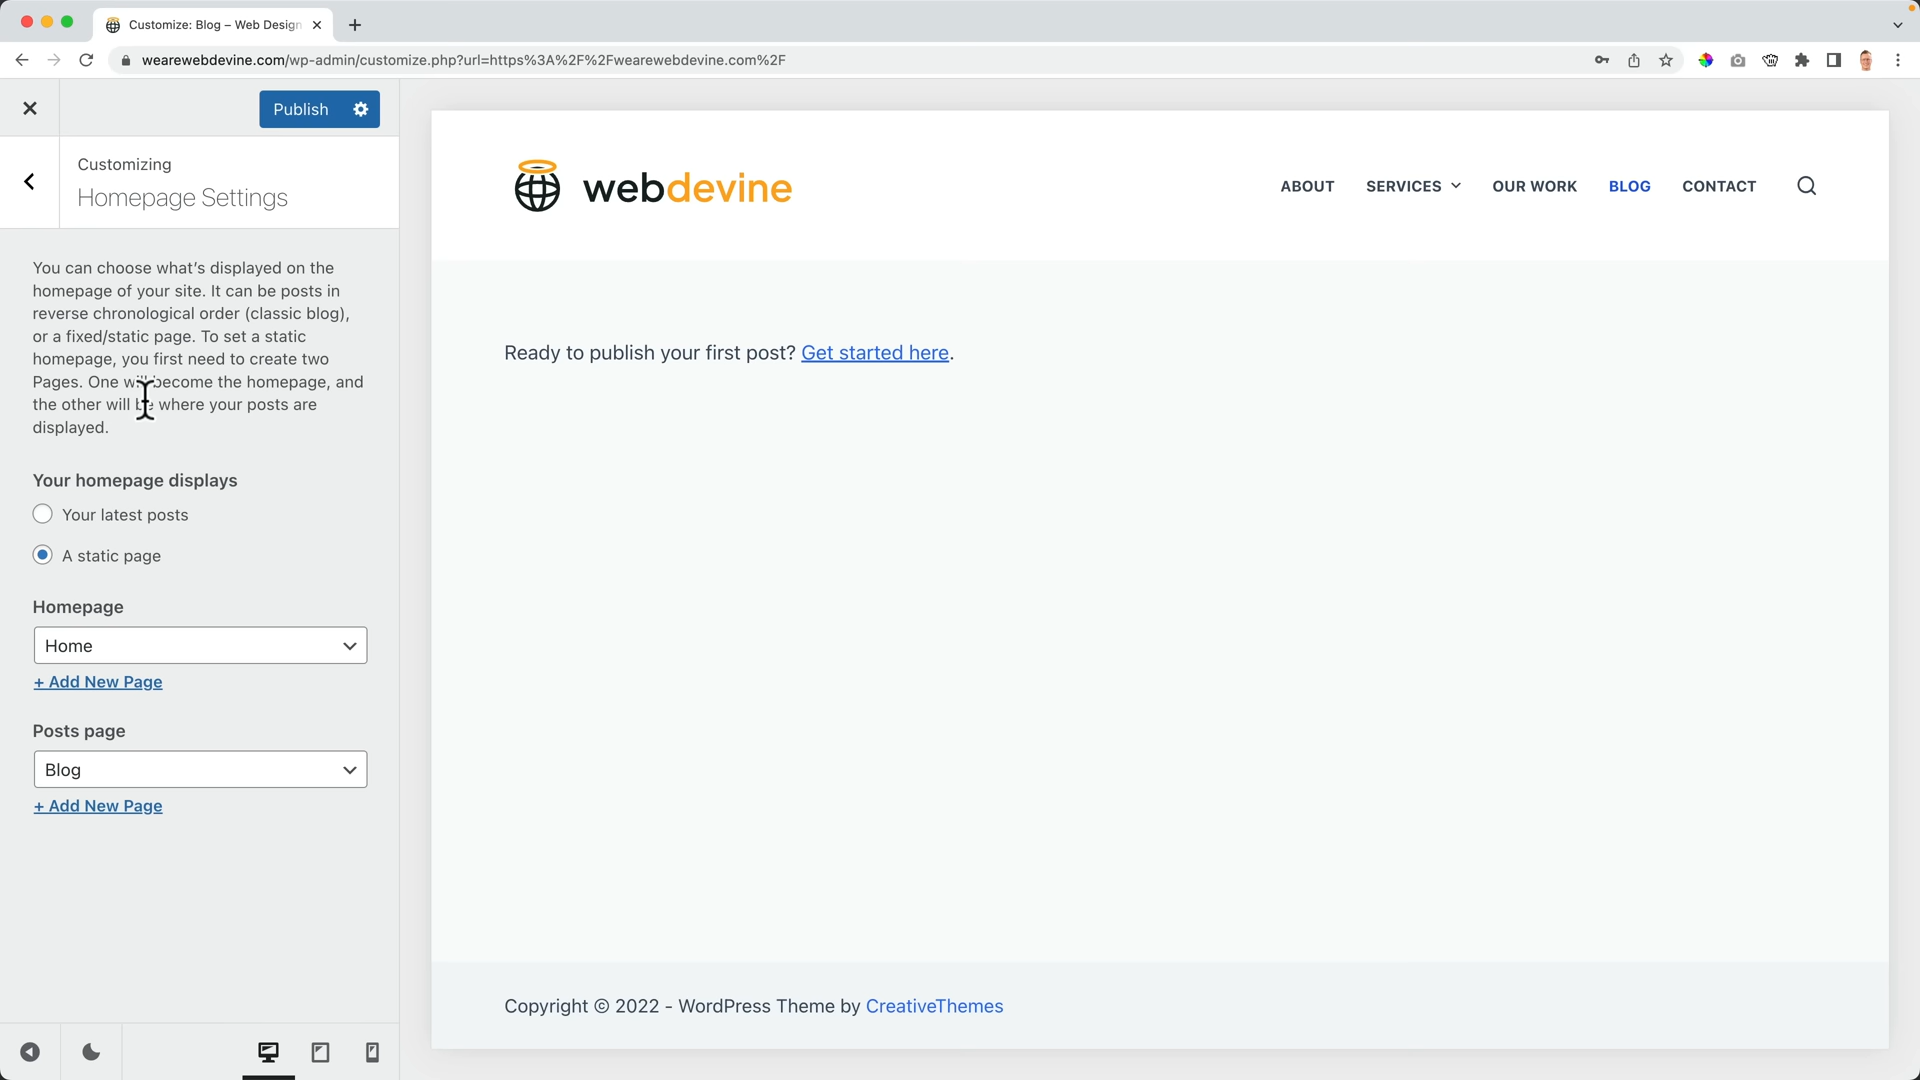 Customize: Blog – Web Design
wearewebdevine.com/wp-admin/customize.php?url=https%3A%2F%2Fwearewebdevine.com%2F
Publish
Customizing
Homepage Settings
You can choose what's displayed on the
homepage of your site. It can be posts in
reverse chronological order (classic blog),
or a fixed/static page. To set a static
homepage, you first need to create two
Pages. One will become the homepage, and
the other will be where your posts are
displayed.
Your homepage displays
Your latest posts
A static page
Homepage
Home
+ Add New Page
Posts page
Blog
+ Add New Page
webdevine
ABOUT
SERVICES
OUR WORK
BLOG
CONTACT
Ready to publish your first post? Get started here.
Copyright © 2022 - WordPress Theme by CreativeThemes